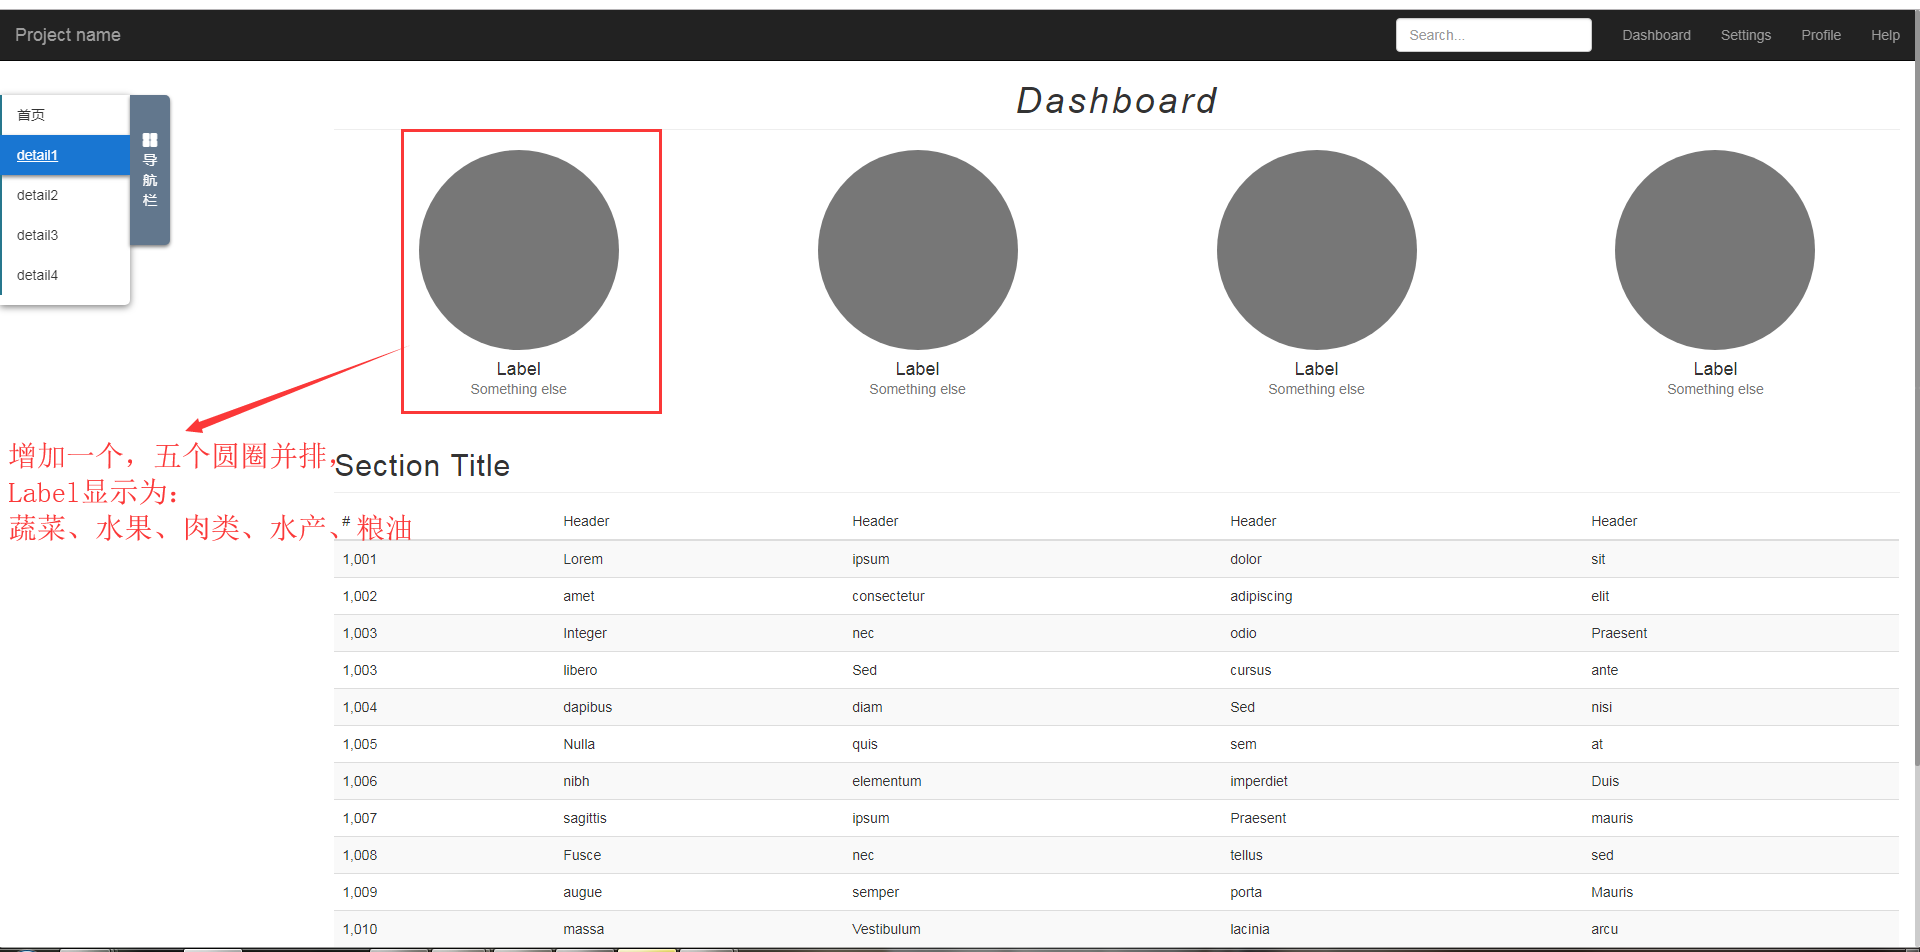 Project name Search... Dashboard Settings Profile Help
首页
detail1
detail2
detail3
detail4
导
航
栏
Dashboard
Label Label Label Label
Something else Something else Something else Something else
增加一个，五个圆圈并排，
Label显示为：
蔬菜、水果、肉类、水产、粮油
Section Title
# Header Header Header Header
1,001 Lorem ipsum dolor sit
1,002 amet consectetur adipiscing elit
1,003 Integer nec odio Praesent
1,003 libero Sed cursus ante
1,004 dapibus diam Sed nisi
1,005 Nulla quis sem at
1,006 nibh elementum imperdiet Duis
1,007 sagittis ipsum Praesent mauris
1,008 Fusce nec tellus sed
1,009 augue semper porta Mauris
1,010 massa Vestibulum lacinia arcu